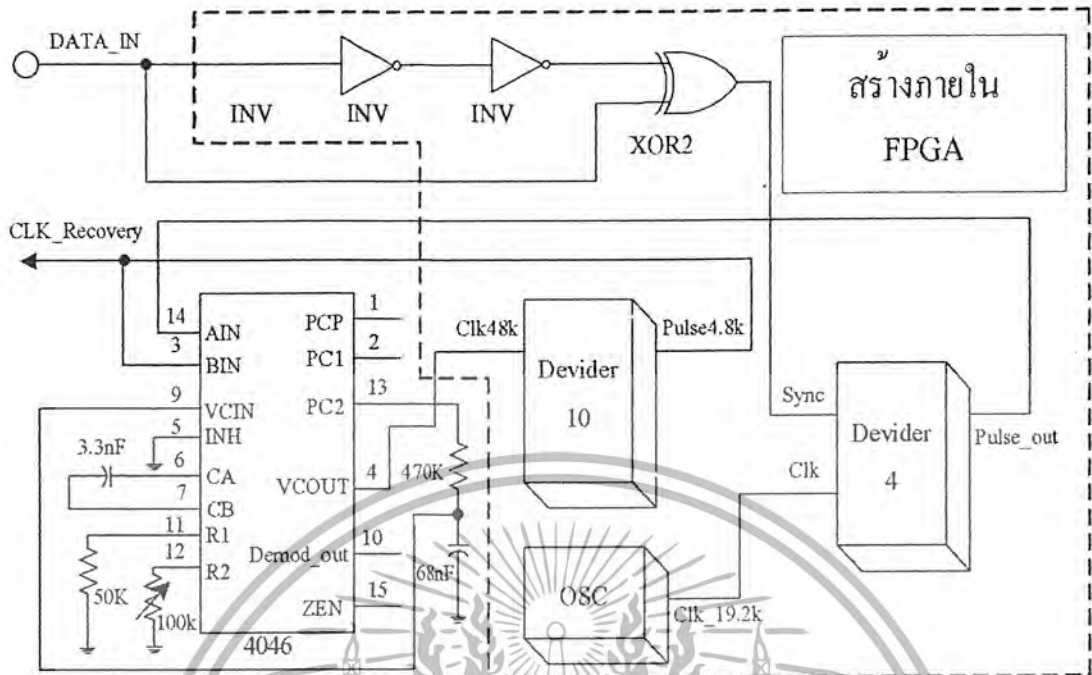 DATA_IN
INV
INV
INV
XOR2
สร้างภายใน
FPGA
CLK_Recovery
14
AIN
3
BIN
9
VCIN
5
INH
3.3nF
6
CA
7
CB
11
R1
12
R2
50K
100k
4046
PCP
1
PC1
2
PC2
13
VCOUT
4
Demod_out
10
ZEN
15
470K
68nF
Clk48k
Devider
10
Pulse4.8k
OSC
Clk_19.2k
Sync
Clk
Devider
4
Pulse_out